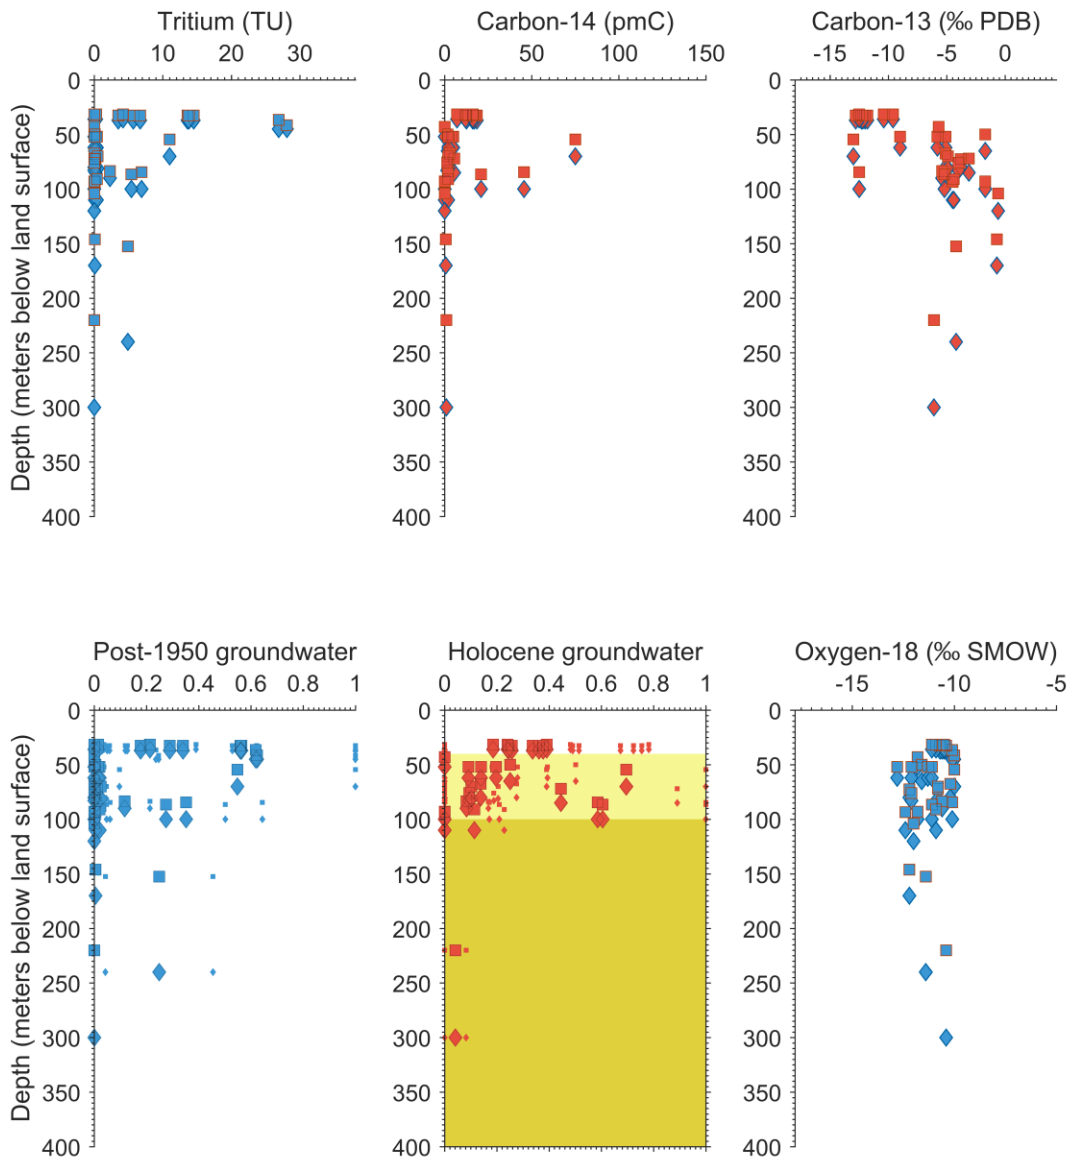 Tritium (TU) Carbon-14 (pmC) Carbon-13 (‰ PDB)
0 10 20 30 0 50 100 150 -15 -10 -5 0
Depth (meters below land surface)
0 0 0
50 50 50
100 100 100
150 150 150
200 200 200
250 250 250
300 300 300
350 350 350
400 400 400
Post-1950 groundwater Holocene groundwater Oxygen-18 (‰ SMOW)
0 0.2 0.4 0.6 0.8 1 0 0.2 0.4 0.6 0.8 1 -15 -10 -5
Depth (meters below land surface)
0 0 0
50 50 50
100 100 100
150 150 150
200 200 200
250 250 250
300 300 300
350 350 350
400 400 400